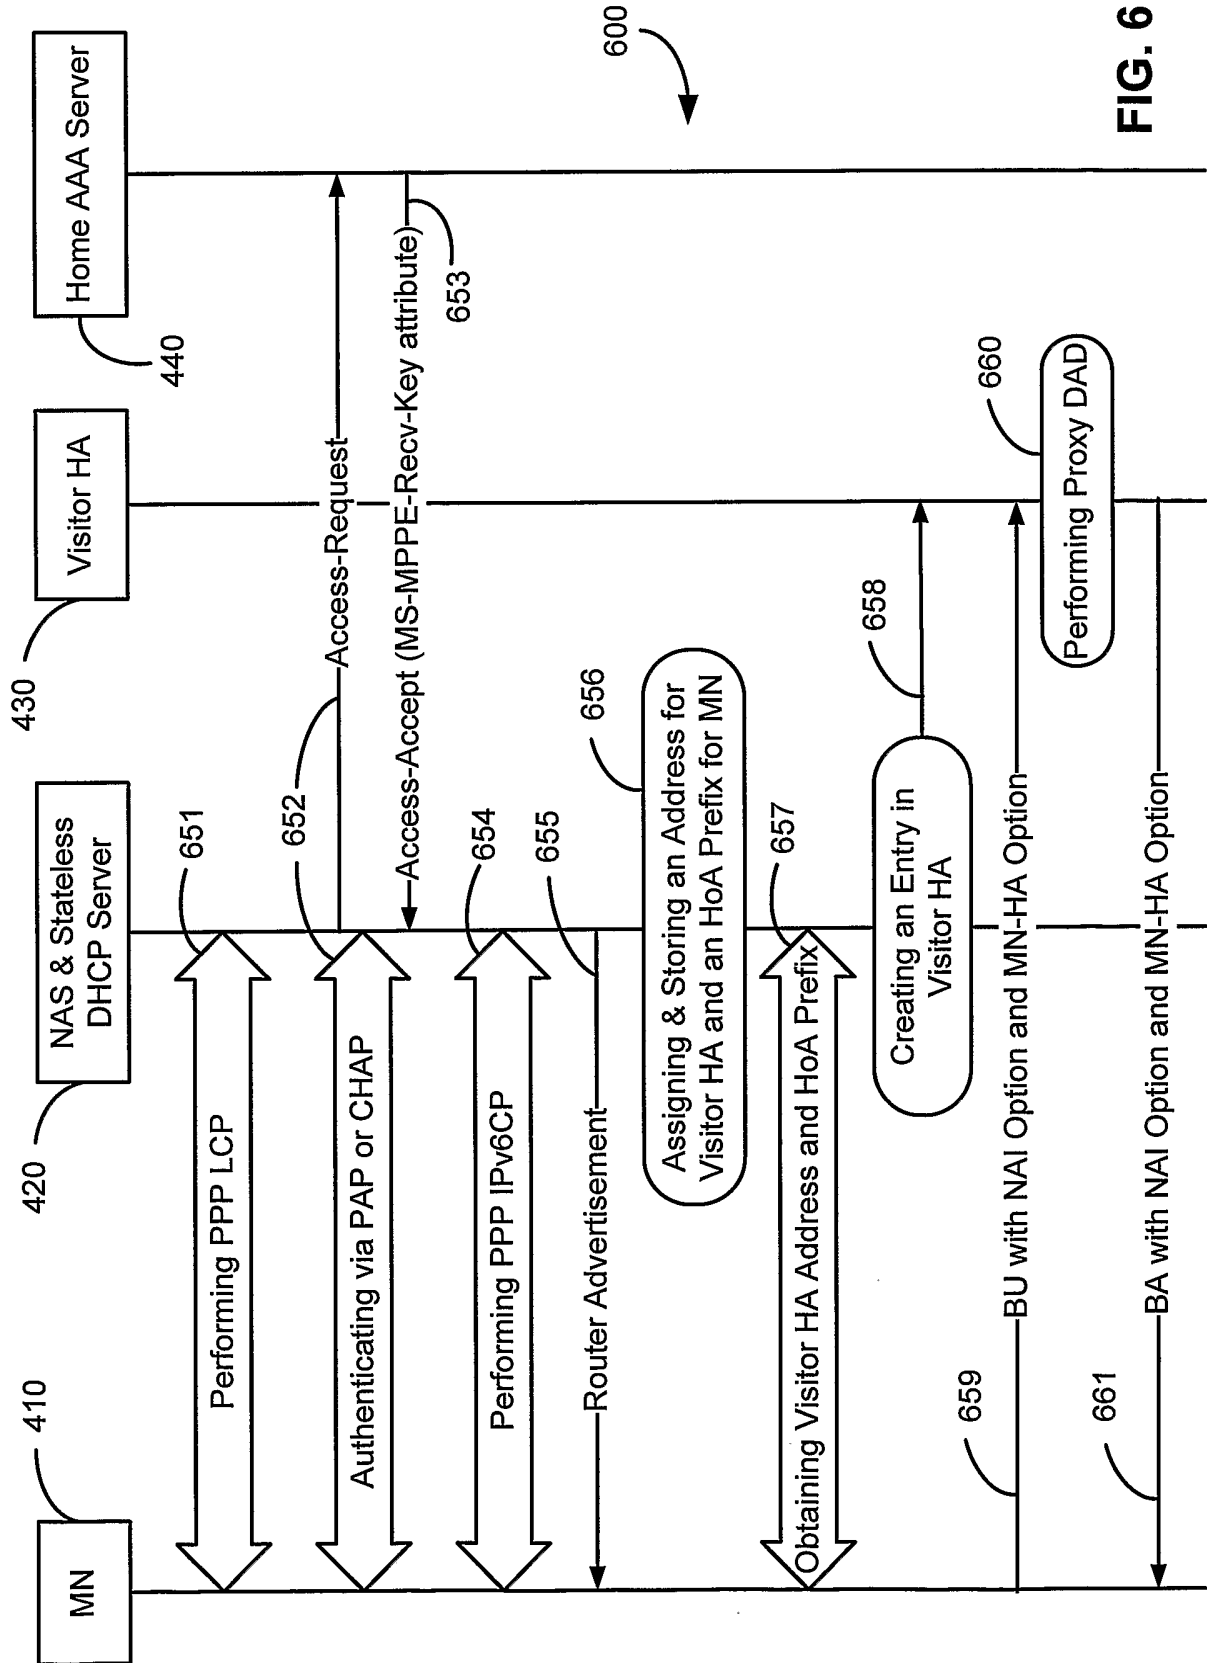 MN
410
NAS & Stateless
DHCP Server
420
Visitor HA
430
Home AAA Server
440
Performing PPP LCP
651
Authenticating via PAP or CHAP
652
Access-Request
Access-Accept (MS-MPPE-Recv-Key attribute)
653
Performing PPP IPv6CP
654
Router Advertisement
655
Assigning & Storing an Address for
Visitor HA and an HoA Prefix for MN
656
Obtaining Visitor HA Address and HoA Prefix
657
Creating an Entry in
Visitor HA
658
BU with NAI Option and MN-HA Option
659
Performing Proxy DAD
660
BA with NAI Option and MN-HA Option
661
600
FIG. 6